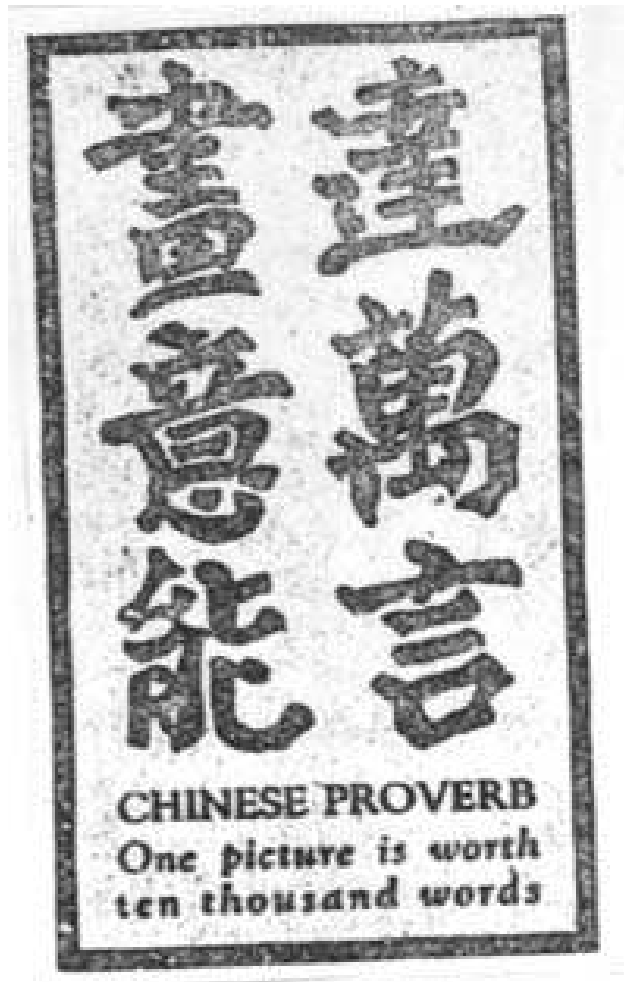 畫意能
達萬言
CHINESE PROVERB
One picture is worth
ten thousand words